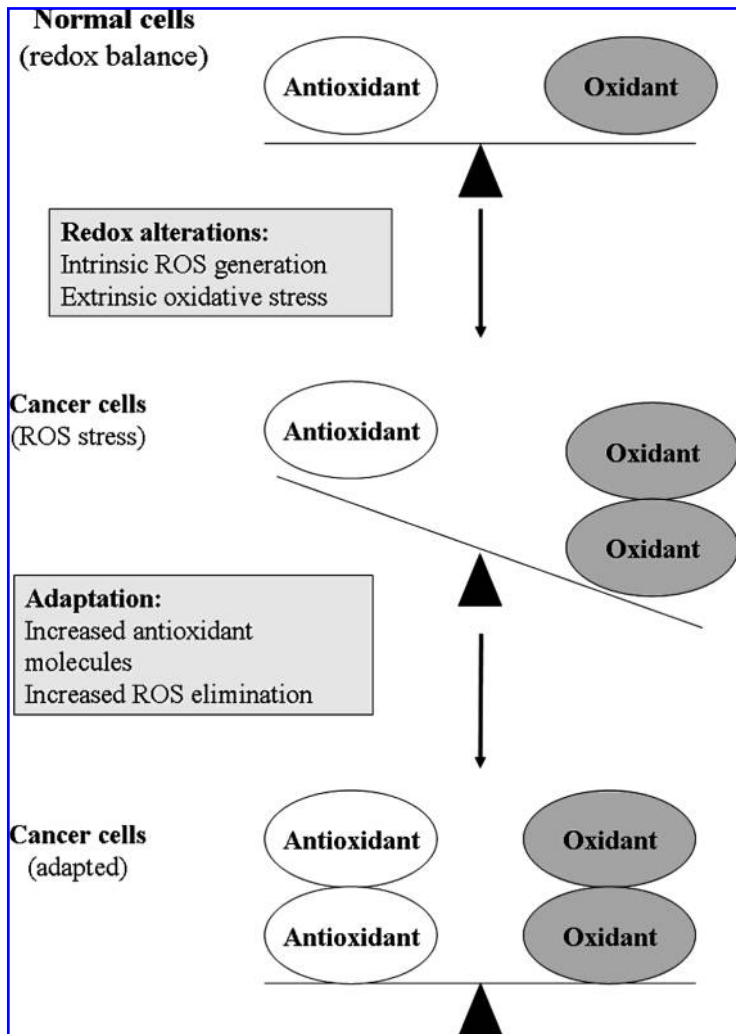 Normal cells
(redox balance)
Antioxidant
Oxidant
Redox alterations:
Intrinsic ROS generation
Extrinsic oxidative stress
Cancer cells
(ROS stress)
Antioxidant
Oxidant
Oxidant
Adaptation:
Increased antioxidant
molecules
Increased ROS elimination
Cancer cells
(adapted)
Antioxidant
Oxidant
Antioxidant
Oxidant